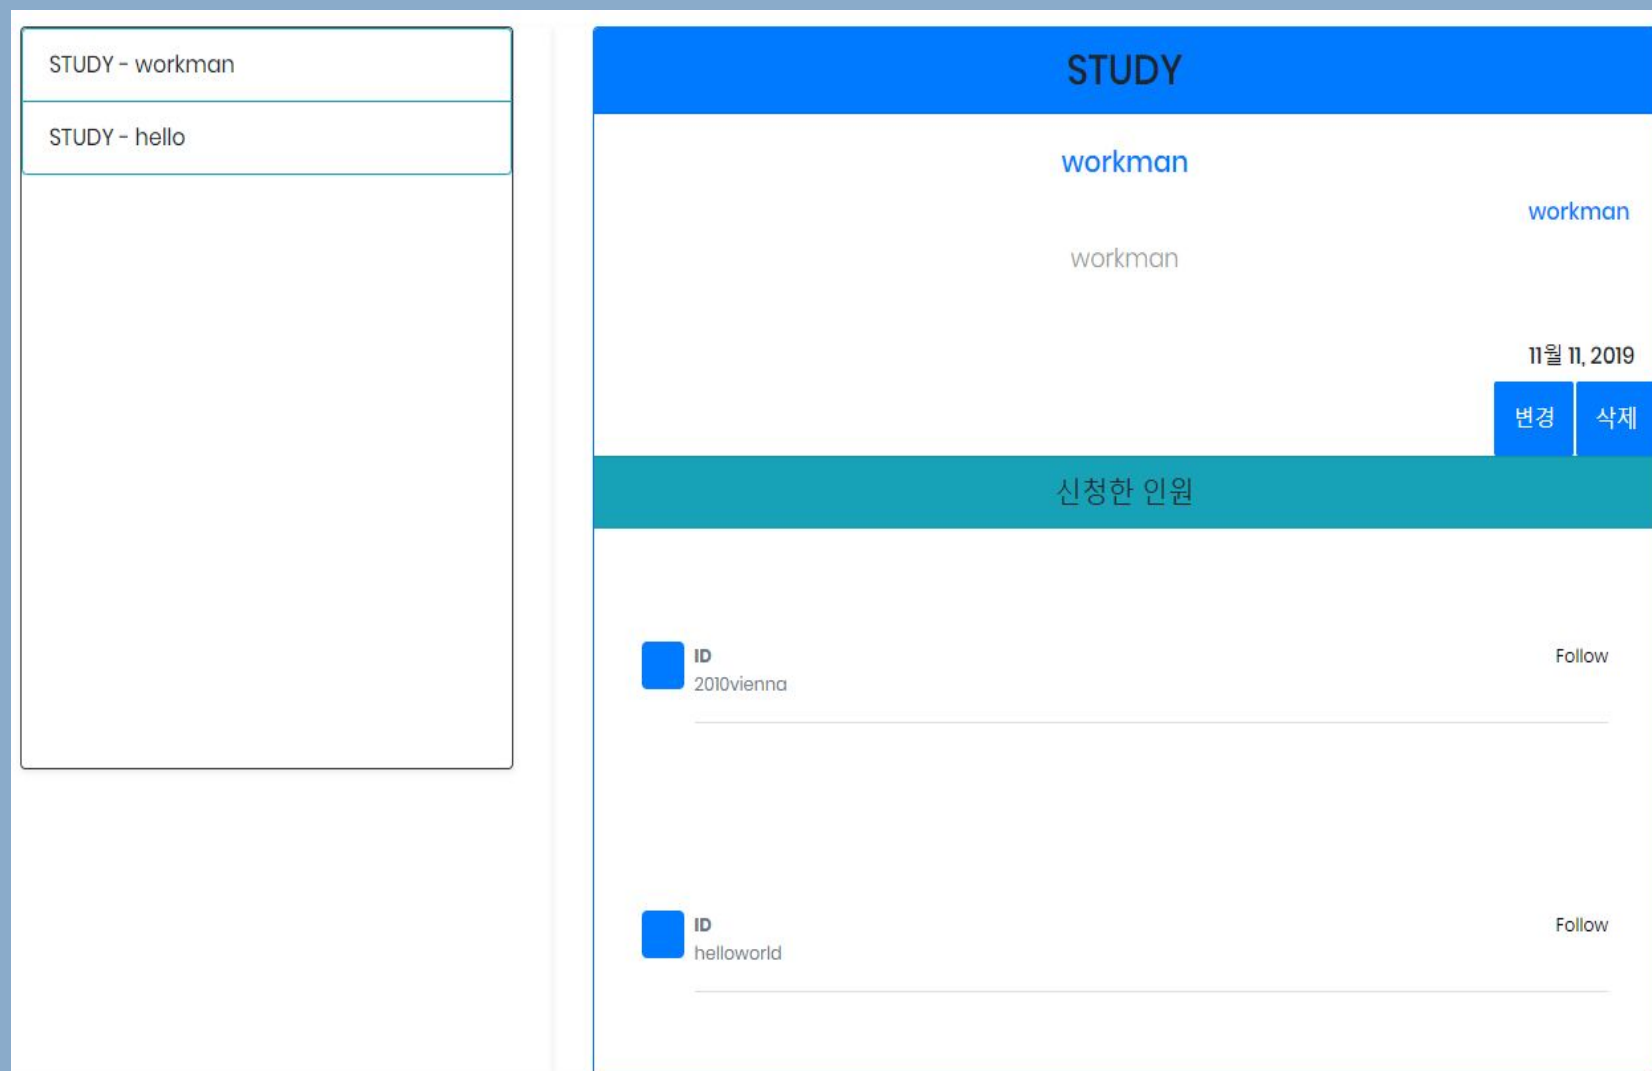 STUDY - workman
STUDY - hello
STUDY
workman
workman
workman
11월 11, 2019
변경 삭제
신청한 인원
ID Follow
2010vienna
ID Follow
helloworld